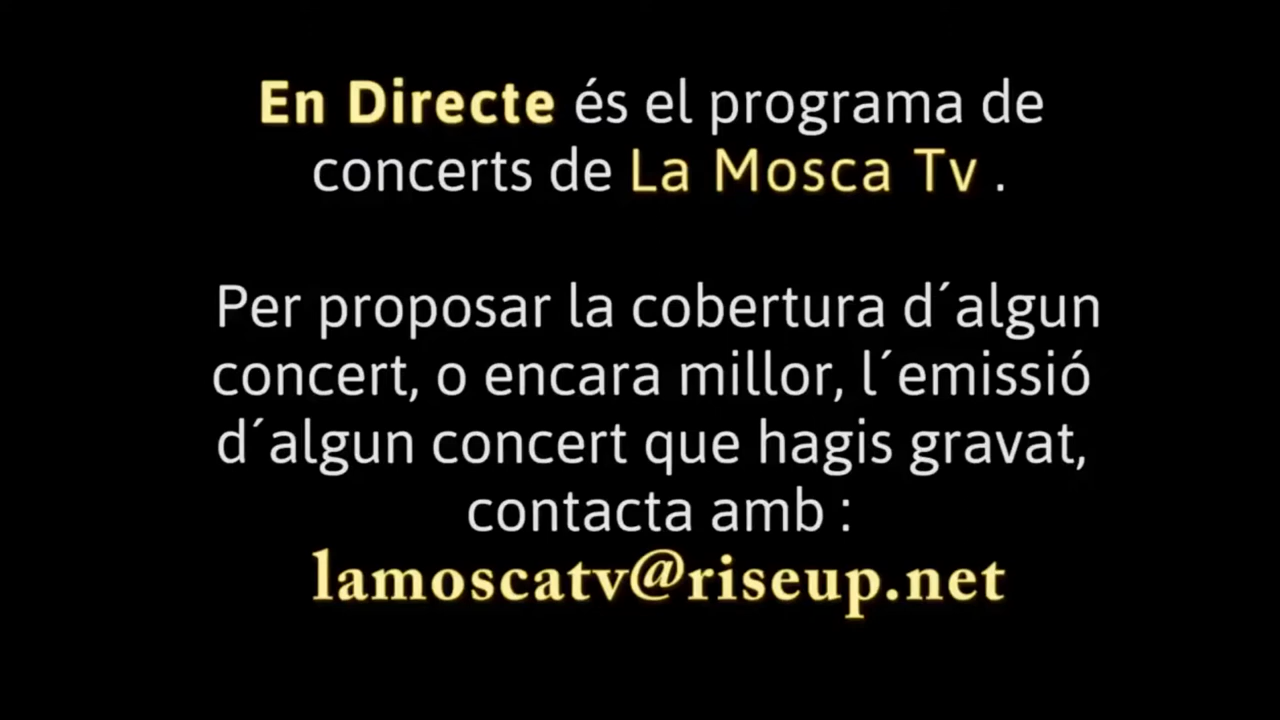 En Directe és el programa de
concerts de La Mosca Tv .
Per proposar la cobertura d´algun
concert, o encara millor, l´emissió
d´algun concert que hagis gravat,
contacta amb :
lamoscatv@riseup.net